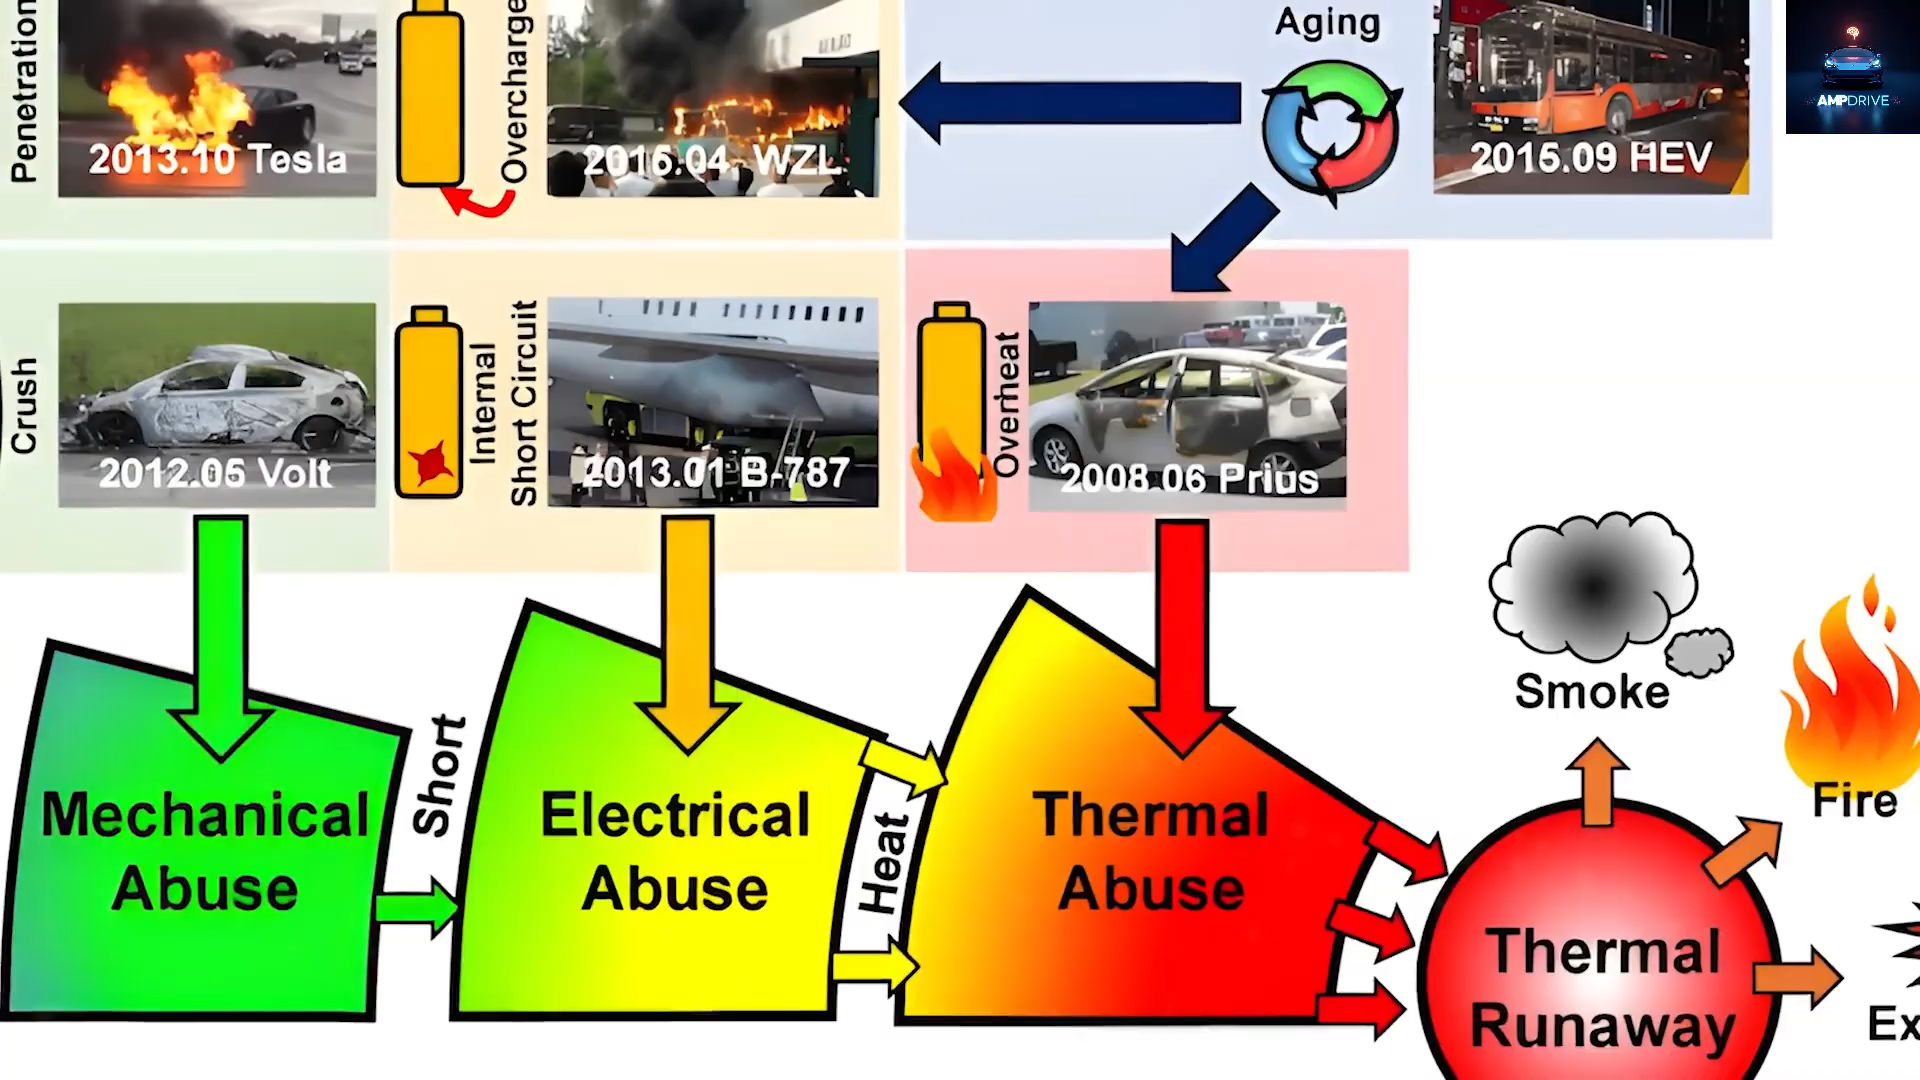 Penetration
2013.10 Tesla
Overcharge
2015.04 WZL
Aging
2015.09 HEV
AMPDRIVE
Crush
2012.05 Volt
Internal
Short Circuit
2013.01 B-787
Overheat
2008.06 Prius
Smoke
Fire
Mechanical
Abuse
Short
Electrical
Abuse
Heat
Thermal
Abuse
Thermal
Runaway
Ex